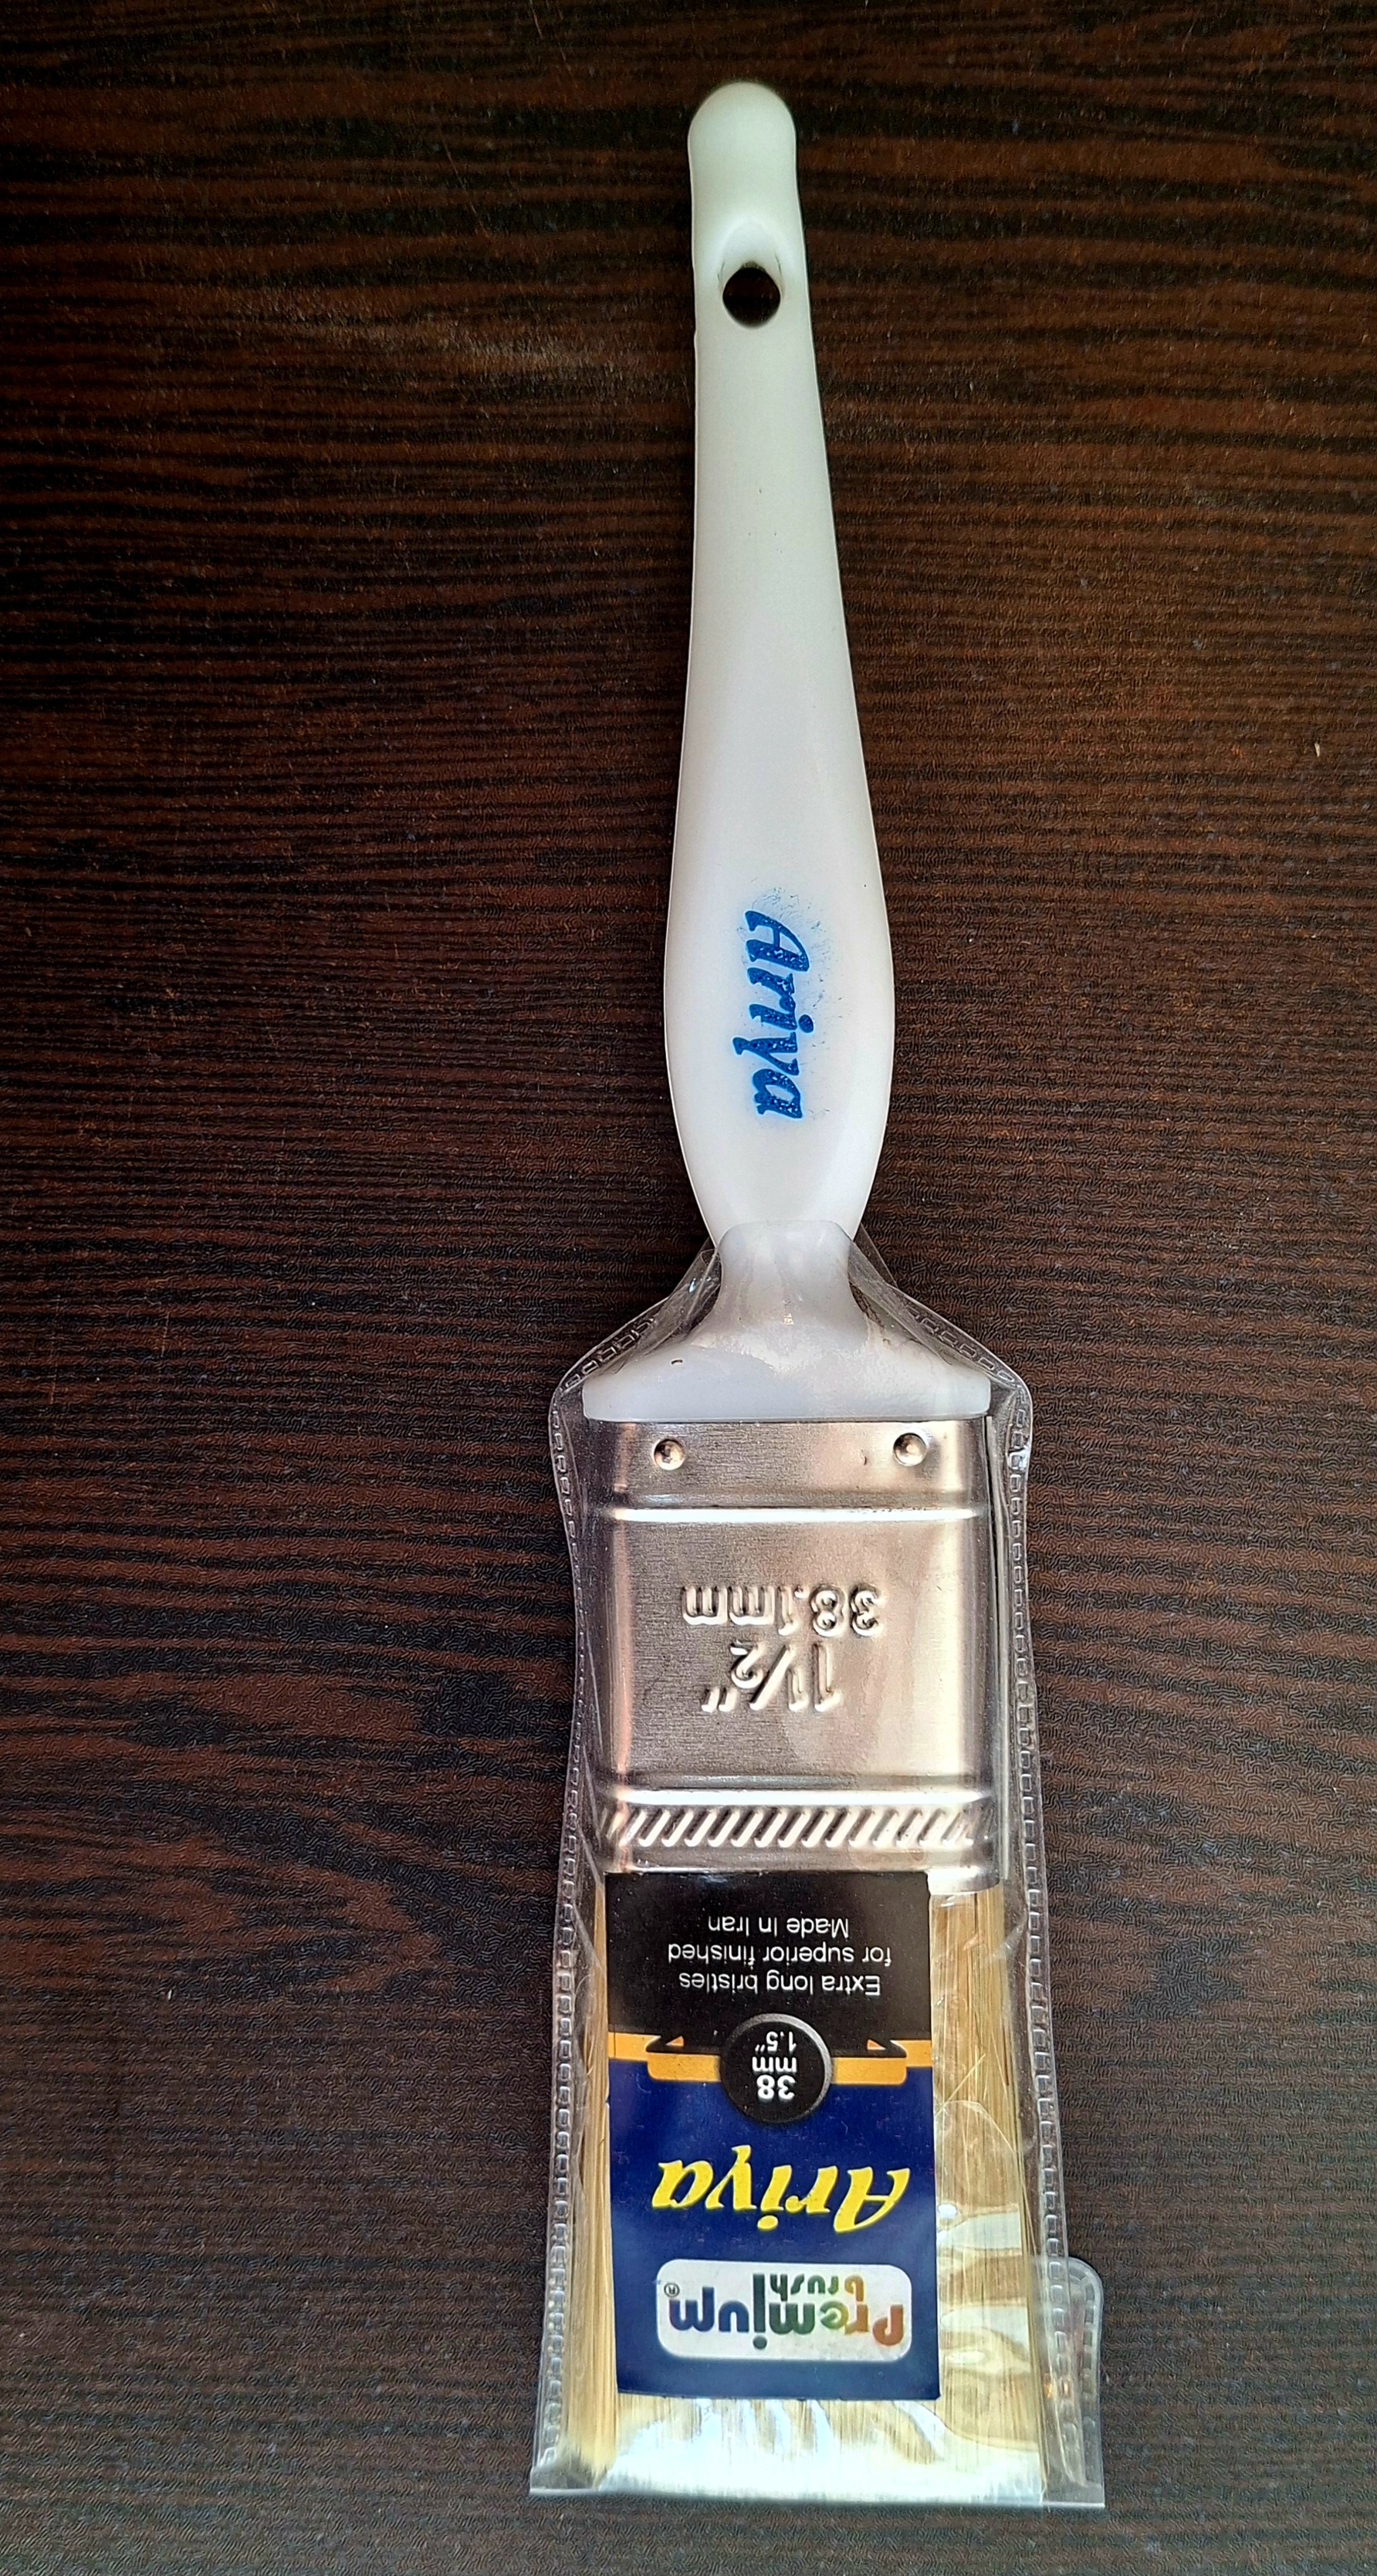 Ariya
1½"
38.1mm
Premium®
brush
Ariya
38
mm
1.5"
Extra long bristles
for superior finished
Made In Iran